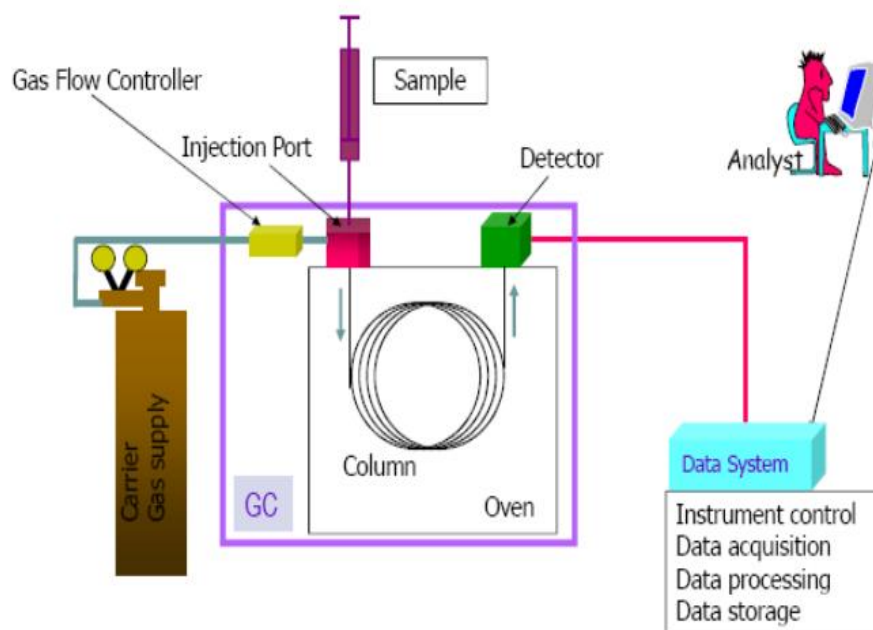 Gas Flow Controller
Sample
Injection Port
Detector
Analyst
Carrier
Gas supply
Column
GC
Oven
Data System
Instrument control
Data acquisition
Data processing
Data storage